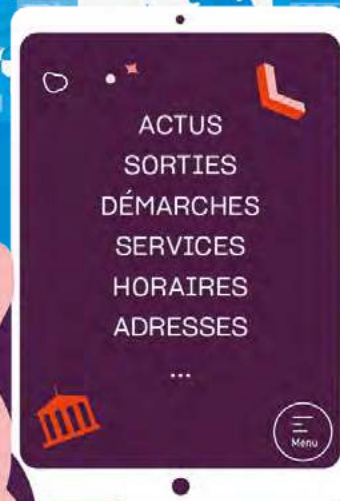 ACTUS
SORTIES
DÉMARCHES
SERVICES
HORAIRES
ADRESSES
...
Menu